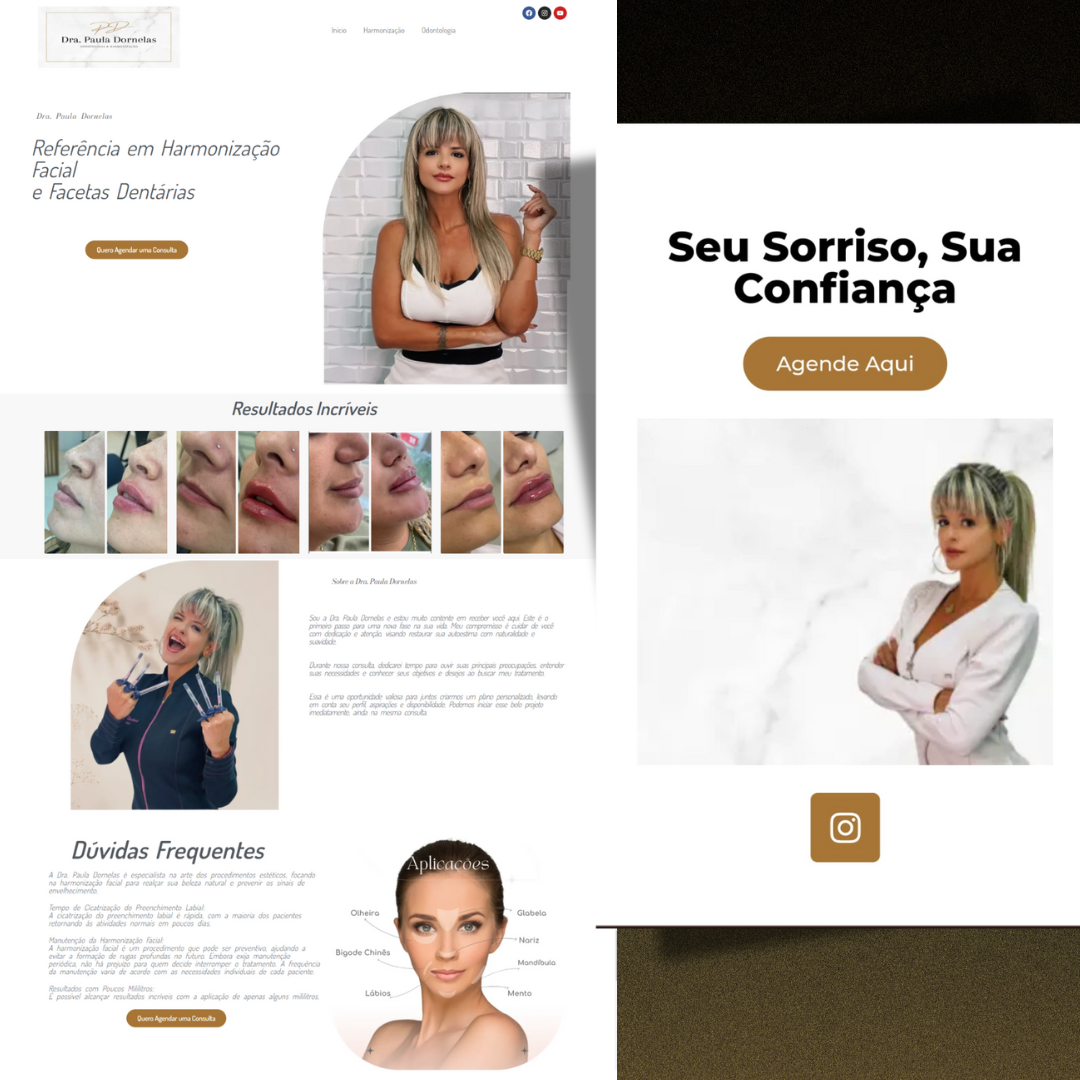 Dra. Paula Dornelas
Início Harmonização Odontologia
Dra. Paula Dornelas
Referência em Harmonização
Facial
e Facetas Dentárias
Quero Agendar uma Consulta
Resultados Incríveis
Sobre a Dra. Paula Dornelas
Sou a Dra. Paula Dornelas e estou muito contente em receber você aqui. Este é o
primeiro passo para uma nova fase na sua vida. Meu compromisso é cuidar de você
com dedicação e atenção, visando restaurar sua autoestima com naturalidade e
suavidade.
Durante nossa consulta, dedicarei tempo para ouvir suas principais preocupações, entender
suas necessidades e conhecer seus objetivos e desejos ao buscar meu tratamento.
Essa é uma oportunidade valiosa para juntos criarmos um plano personalizado, levando
em conta seu perfil, aspirações e disponibilidade. Podemos iniciar esse belo projeto
imediatamente, ainda na mesma consulta.
Dúvidas Frequentes
A Dra. Paula Dornelas é especialista na arte dos procedimentos estéticos, focando
na harmonização facial para realçar sua beleza natural e prevenir os sinais de
envelhecimento.
Tempo de Cicatrização do Preenchimento Labial:
A cicatrização do preenchimento labial é rápida, com a maioria dos pacientes
retornando às atividades normais em poucos dias.
Manutenção da Harmonização Facial:
A harmonização facial é um procedimento que pode ser preventivo, ajudando a
evitar a formação de rugas profundas no futuro. Embora exija manutenção
periódica, não há prejuízo para quem decide interromper o tratamento. A frequência
da manutenção varia de acordo com as necessidades individuais de cada paciente.
Resultados com Poucos Mililitros:
É possível alcançar resultados incríveis com a aplicação de apenas alguns mililitros.
Quero Agendar uma Consulta
Aplicações
Olheira
Glabela
Nariz
Bigode Chinês
Mandíbula
Lábios
Mento
Seu Sorriso, Sua
Confiança
Agende Aqui